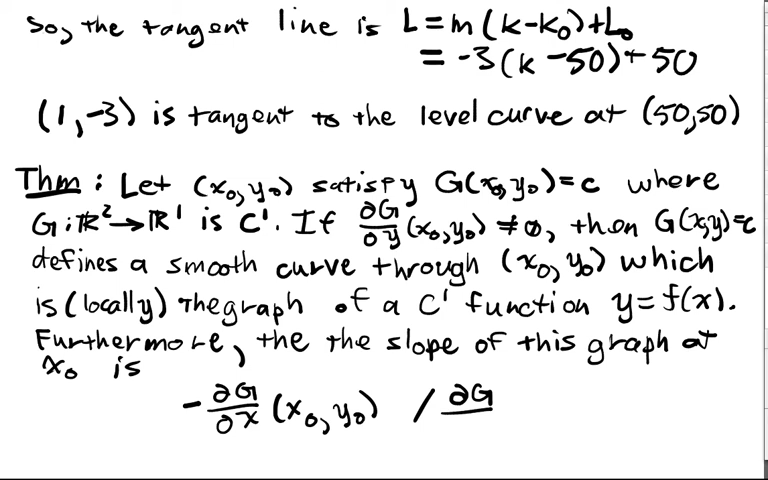 So, the tangent line is L = m(k-k₀)+L₀
= -3(k-50)+50
(1,-3) is tangent to the level curve at (50,50)
Thm: Let (x₀,y₀) satisfy G(x₀,y₀)=c where
G:ℝ²→ℝ¹ is C¹. If ∂G/∂y (x₀,y₀) ≠ 0, then G(x,y)=c
defines a smooth curve through (x₀,y₀) which
is (locally) the graph of a C¹ function y=f(x).
Furthermore, the the slope of this graph at
x₀ is
-∂G/∂x (x₀,y₀) / ∂G